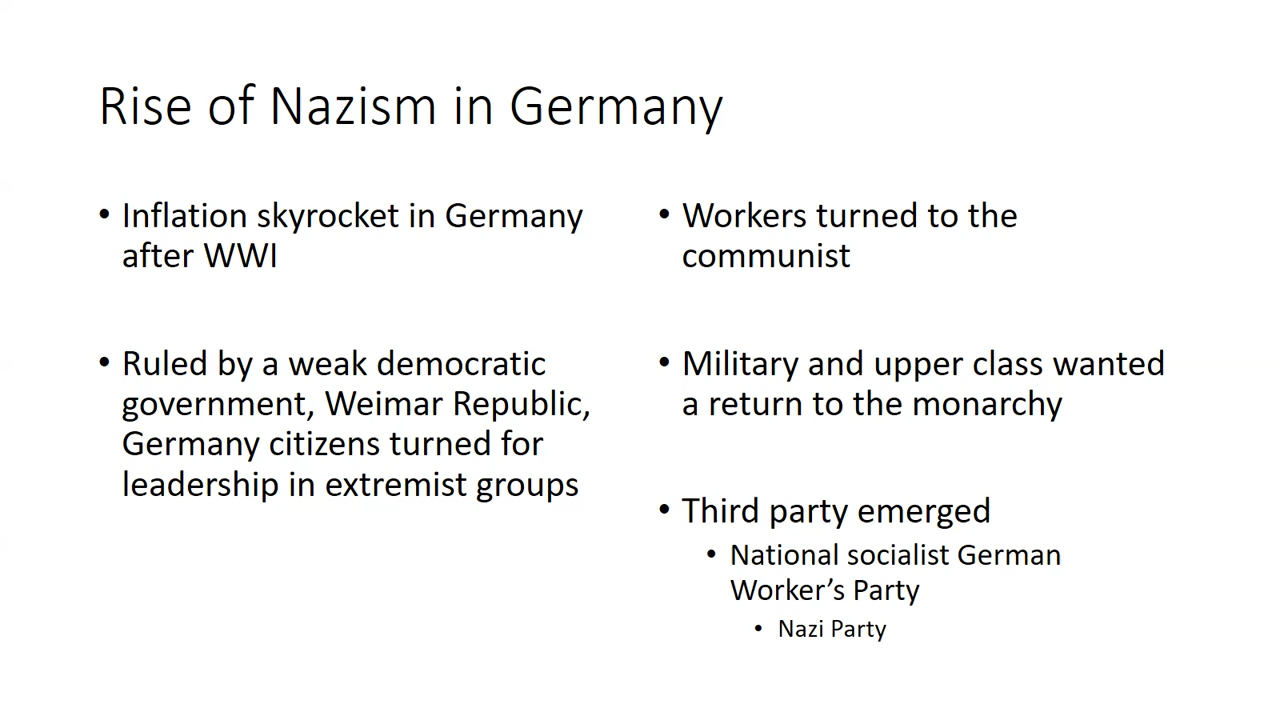 Rise of Nazism in Germany
• Inflation skyrocket in Germany
after WWI
• Ruled by a weak democratic
government, Weimar Republic,
Germany citizens turned for
leadership in extremist groups
• Workers turned to the
communist
• Military and upper class wanted
a return to the monarchy
• Third party emerged
• National socialist German
Worker’s Party
• Nazi Party